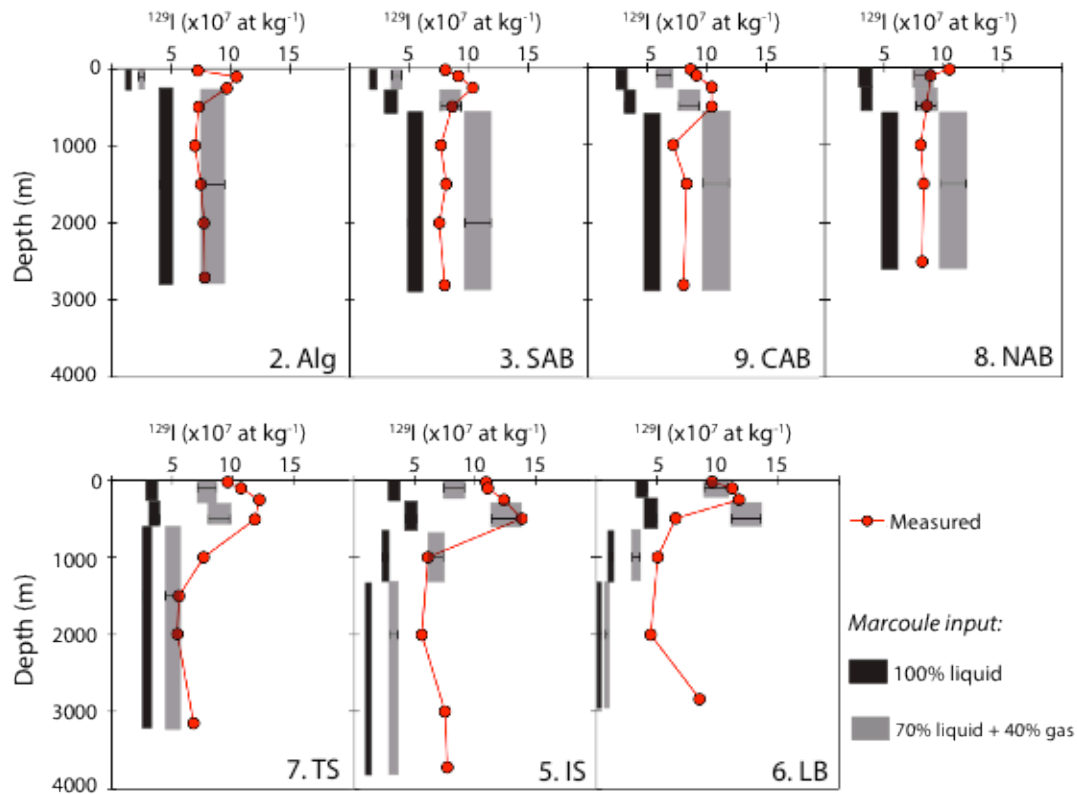 ¹²⁹I (x10⁷ at kg⁻¹) ¹²⁹I (x10⁷ at kg⁻¹) ¹²⁹I (x10⁷ at kg⁻¹) ¹²⁹I (x10⁷ at kg⁻¹)
5 10 15 5 10 15 5 10 15 5 10 15
0
1000
2000
3000
4000
Depth (m)
2. Alg 3. SAB 9. CAB 8. NAB
¹²⁹I (x10⁷ at kg⁻¹) ¹²⁹I (x10⁷ at kg⁻¹) ¹²⁹I (x10⁷ at kg⁻¹)
5 10 15 5 10 15 5 10 15
0
1000
2000
3000
4000
Depth (m)
7. TS 5. IS 6. LB
Measured
Marcoule input:
100% liquid
70% liquid + 40% gas